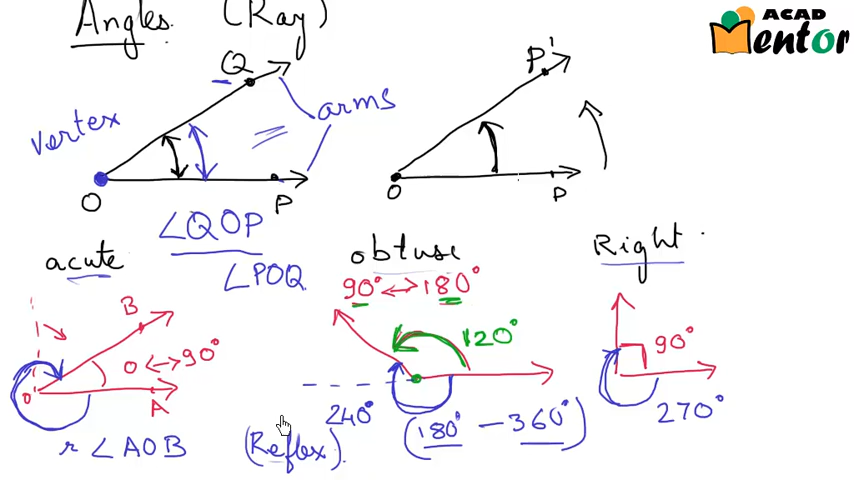 Angles. (Ray)
ACAD
Mentor
Q
P'
arms
vertex
O
P
O
P
∠QOP
∠POQ
acute
obtuse
Right
90° ↔ 180°
B
0 ↔ 90°
120°
90°
O
A
240°
(180° – 360°)
270°
r ∠AOB
(Reflex).